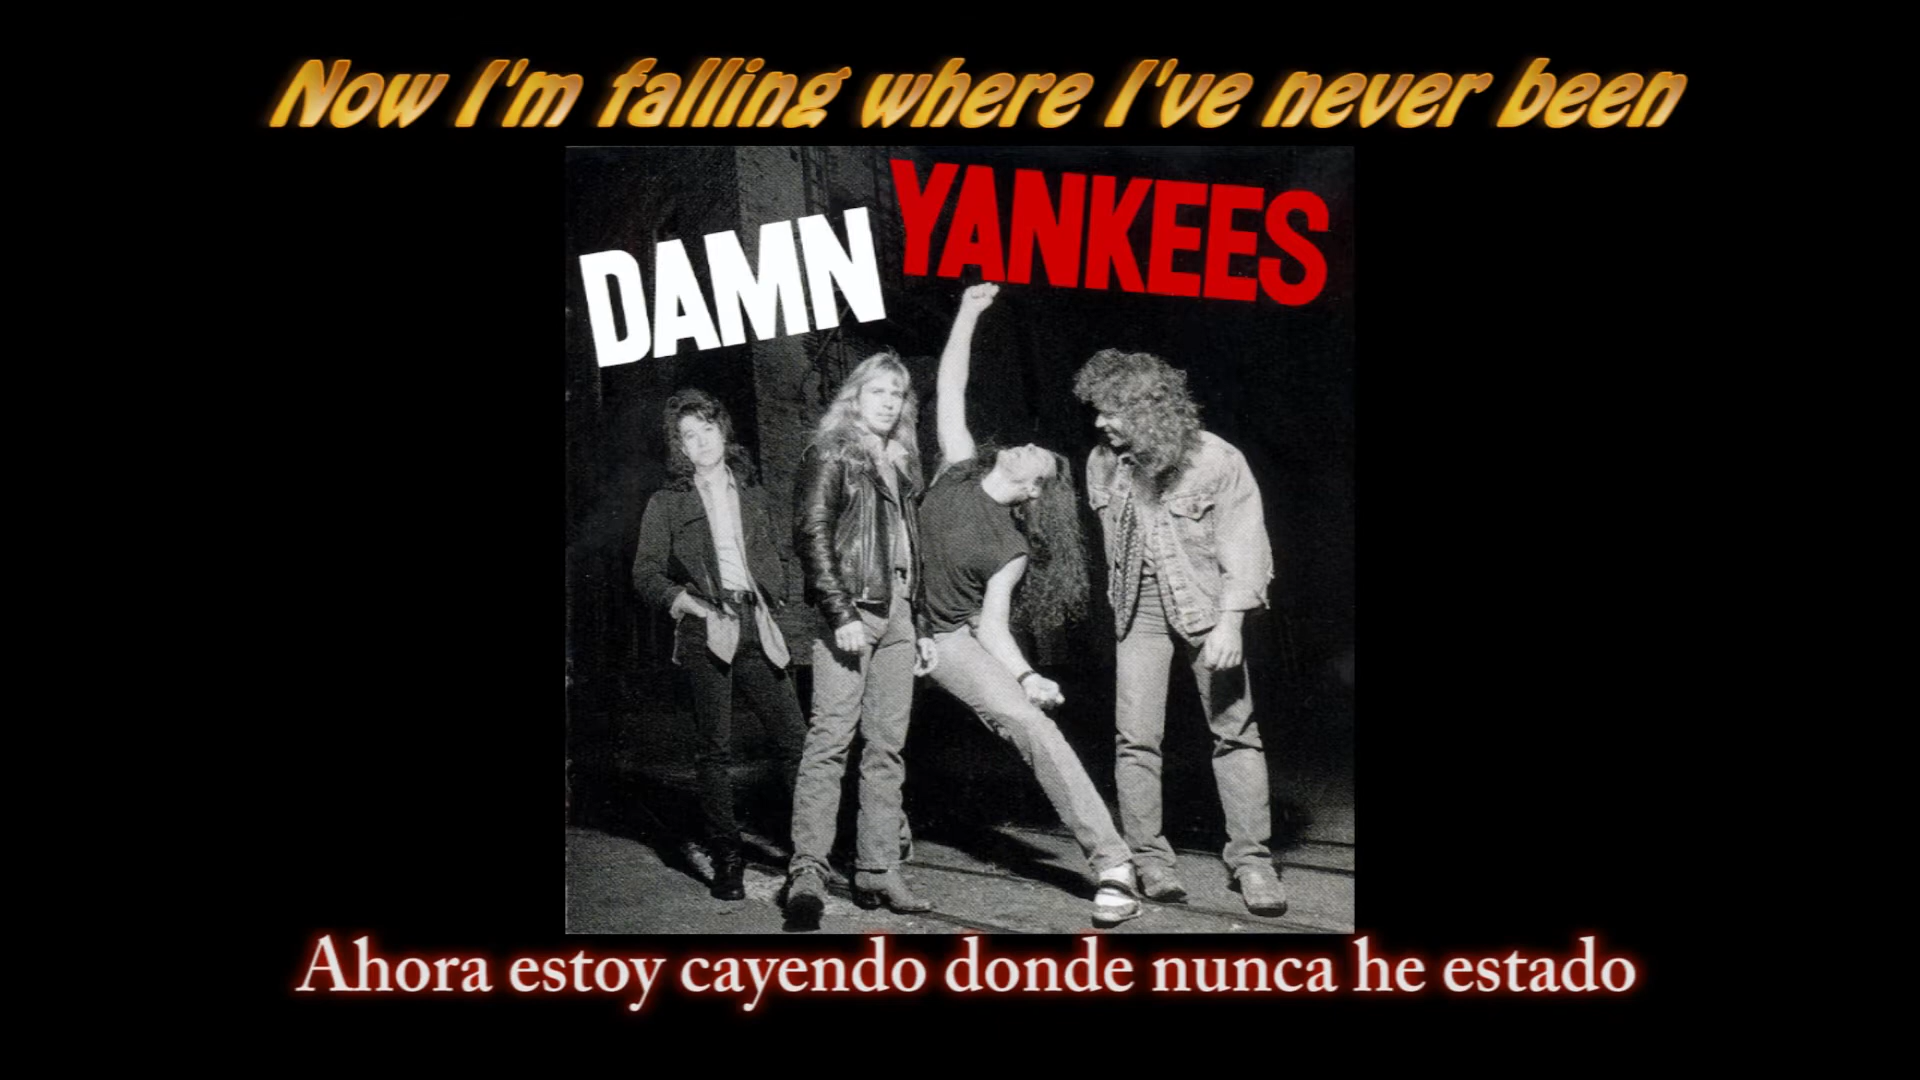 Now I'm falling where I've never been
DAMN YANKEES
Ahora estoy cayendo donde nunca he estado